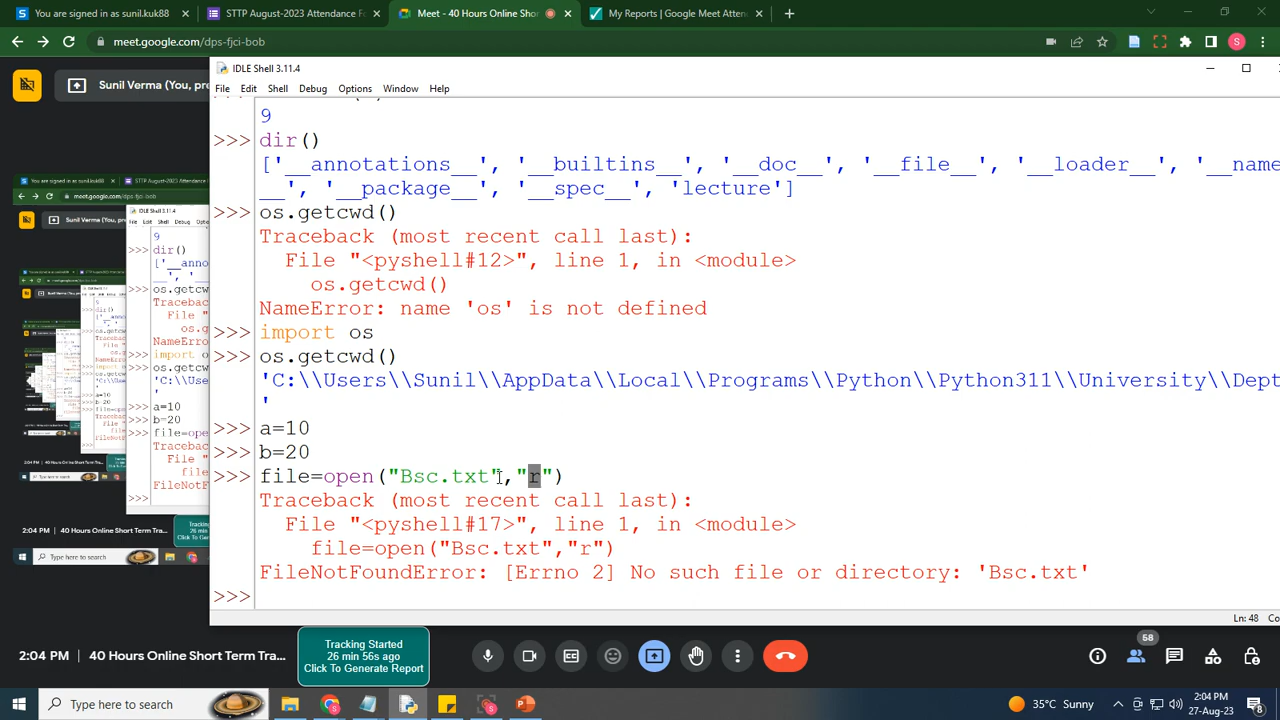 You are signed in as sunil.kuk88
STTP August-2023 Attendance Fo
Meet - 40 Hours Online Shor
My Reports | Google Meet Atten
meet.google.com/dps-fjci-bob
Sunil Verma (You, pre
IDLE Shell 3.11.4
File Edit Shell Debug Options Window Help
9
>>> dir()
['__annotations__', '__builtins__', '__doc__', '__file__', '__loader__', '__name
__', '__package__', '__spec__', 'lecture']
>>> os.getcwd()
Traceback (most recent call last):
File "<pyshell#12>", line 1, in <module>
os.getcwd()
NameError: name 'os' is not defined
>>> import os
>>> os.getcwd()
'C:\\Users\\Sunil\\AppData\\Local\\Programs\\Python\\Python311\\University\\Dept
'
>>> a=10
>>> b=20
>>> file=open("Bsc.txt","r")
Traceback (most recent call last):
File "<pyshell#17>", line 1, in <module>
file=open("Bsc.txt","r")
FileNotFoundError: [Errno 2] No such file or directory: 'Bsc.txt'
>>>
Ln: 48 Co
Tracking Started
26 min 56s ago
Click To Generate Report
2:04 PM
40 Hours Online Short Term Tra...
58
Type here to search
35°C Sunny
2:04 PM
27-Aug-23
8